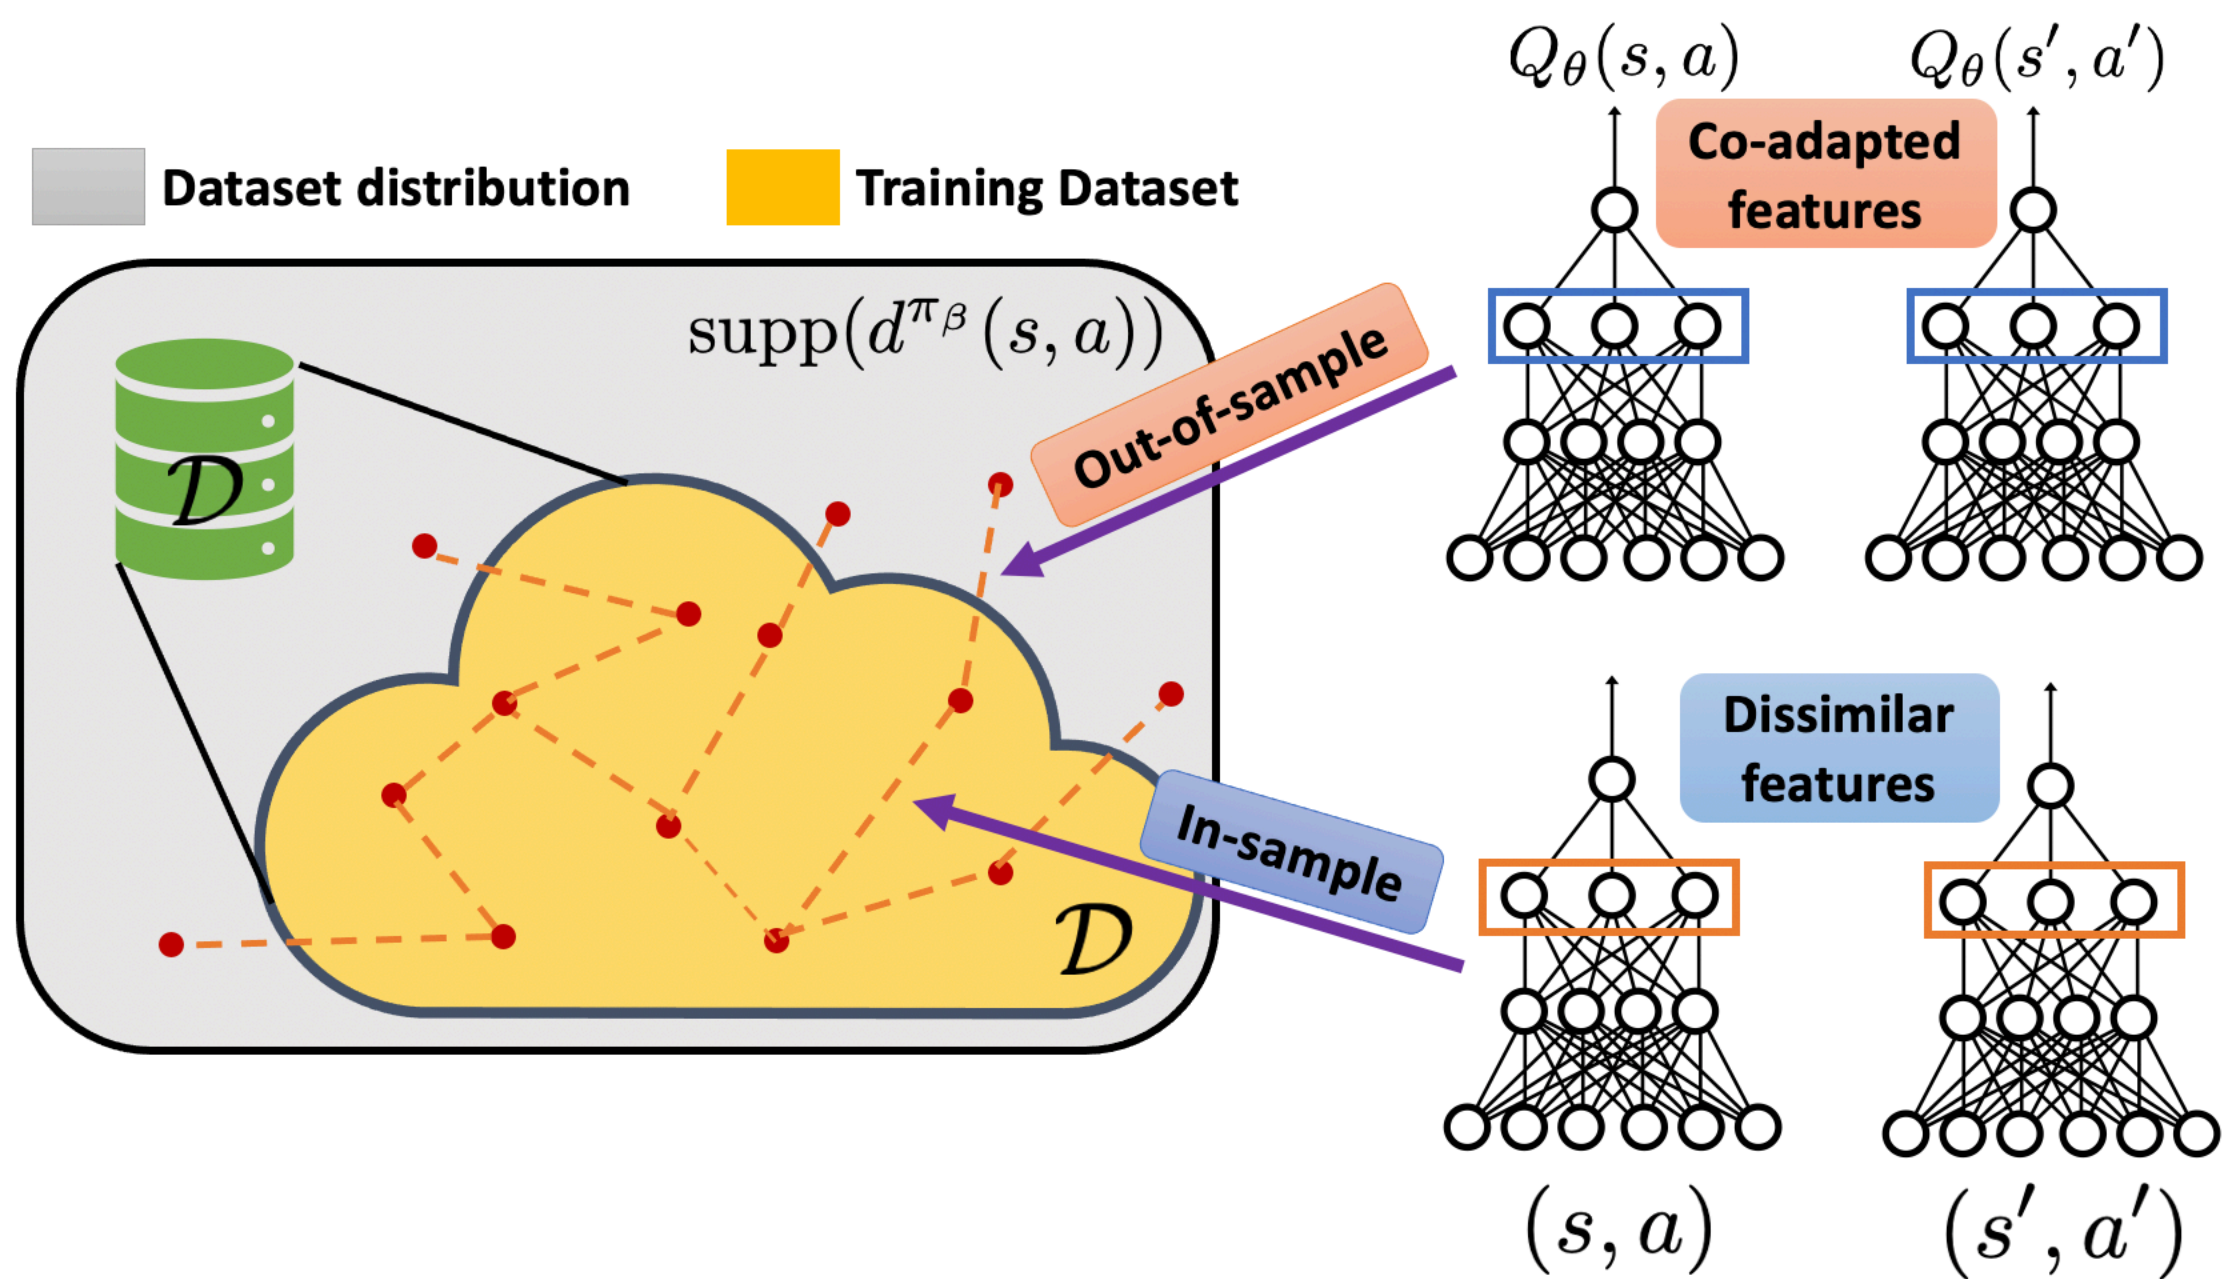 Q_θ(s, a)
Q_θ(s′, a′)
Co-adapted
features
Dataset distribution
Training Dataset
supp(d^{π_β}(s, a))
Out-of-sample
𝒟
Dissimilar
features
In-sample
𝒟
(s, a)
(s′, a′)